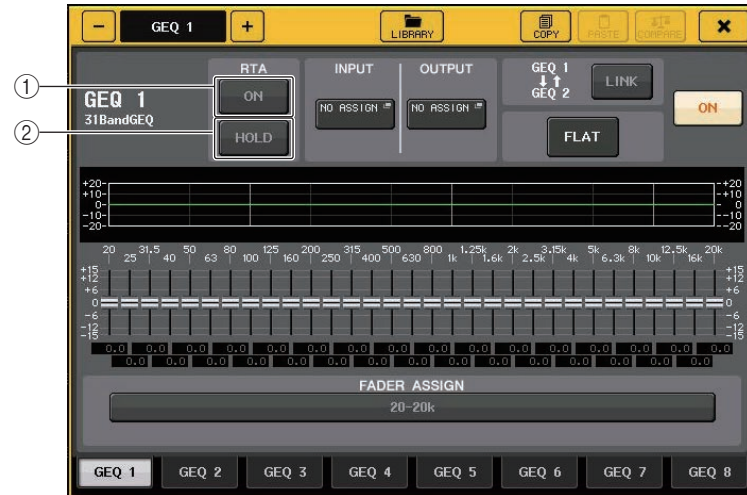 GEQ 1
LIBRARY
COPY
PASTE
COMPARE
①
②
GEQ 1
31BandGEQ
RTA
ON
HOLD
INPUT
NO ASSIGN
OUTPUT
NO ASSIGN
GEQ 1
GEQ 2
LINK
FLAT
ON
+20 +20
+10 +10
0 0
-10 -10
-20 -20
20 31.5 50 80 125 200 315 500 800 1.25k 2k 3.15k 5k 8k 12.5k 20k
25 40 63 100 160 250 400 630 1k 1.6k 2.5k 4k 6.3k 10k 16k
+15 +15
+12 +12
+6 +6
0 0
-6 -6
-12 -12
-15 -15
0.0 0.0 0.0 0.0 0.0 0.0 0.0 0.0 0.0 0.0 0.0 0.0 0.0 0.0 0.0 0.0
0.0 0.0 0.0 0.0 0.0 0.0 0.0 0.0 0.0 0.0 0.0 0.0 0.0 0.0 0.0
FADER ASSIGN
20-20k
GEQ 1 GEQ 2 GEQ 3 GEQ 4 GEQ 5 GEQ 6 GEQ 7 GEQ 8